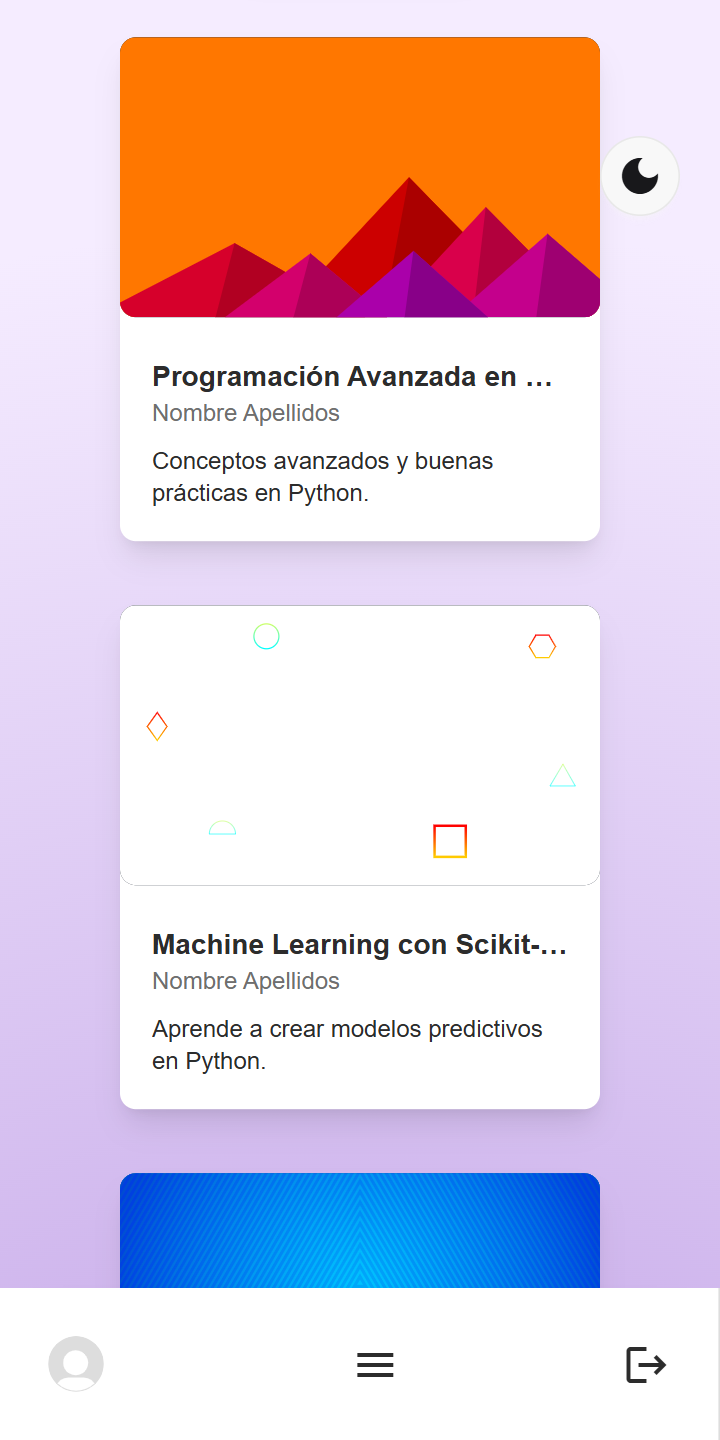 Programación Avanzada en ...
Nombre Apellidos
Conceptos avanzados y buenas
prácticas en Python.
Machine Learning con Scikit-...
Nombre Apellidos
Aprende a crear modelos predictivos
en Python.